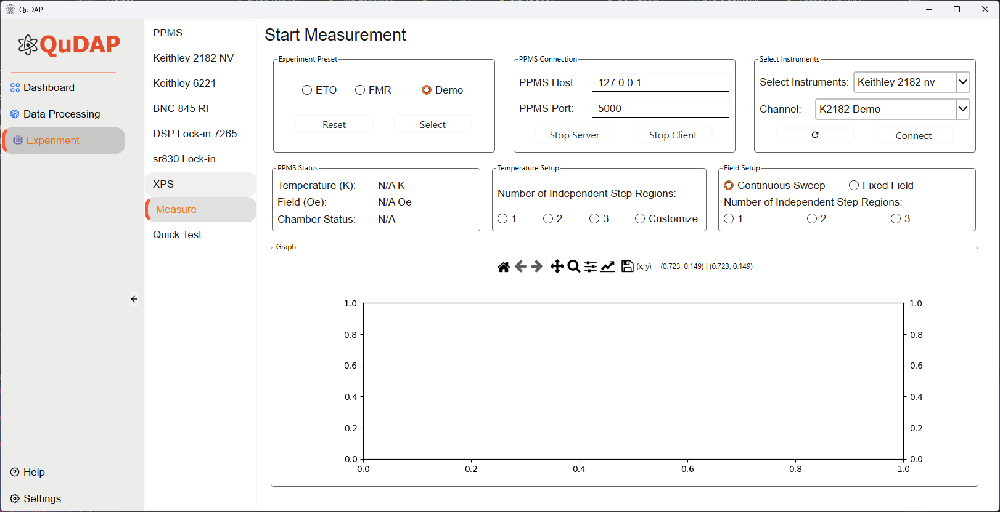 QuDAP
QuDAP
Dashboard
Data Processing
Experiment
Help
Settings
PPMS
Keithley 2182 NV
Keithley 6221
BNC 845 RF
DSP Lock-in 7265
sr830 Lock-in
XPS
Measure
Quick Test
Start Measurement
Experiment Preset
ETO FMR Demo
Reset Select
PPMS Connection
PPMS Host: 127.0.0.1
PPMS Port: 5000
Stop Server Stop Client
Select Instruments
Select Instruments: Keithley 2182 nv
Channel: K2182 Demo
Connect
PPMS Status
Temperature (K): N/A K
Field (Oe): N/A Oe
Chamber Status: N/A
Temperature Setup
Number of Independent Step Regions:
1 2 3 Customize
Field Setup
Continuous Sweep Fixed Field
Number of Independent Step Regions:
1 2 3
Graph
(x, y) = (0.723, 0.149) | (0.723, 0.149)
1.0 1.0
0.8 0.8
0.6 0.6
0.4 0.4
0.2 0.2
0.0 0.0
0.0 0.2 0.4 0.6 0.8 1.0